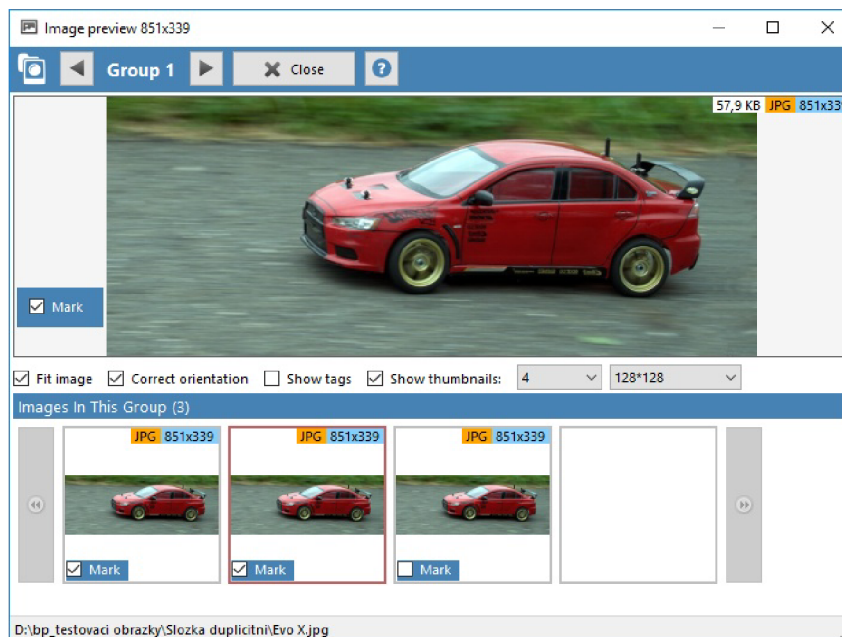 Image preview 851x339
Group 1
Close
?
57,9 KB JPG 851x339
Mark
Fit image Correct orientation Show tags Show thumbnails: 4 128*128
Images In This Group (3)
JPG 851x339 JPG 851x339 JPG 851x339
Mark Mark Mark
D:\bp_testovaci obrazky\Slozka duplicitni\Evo X.jpg